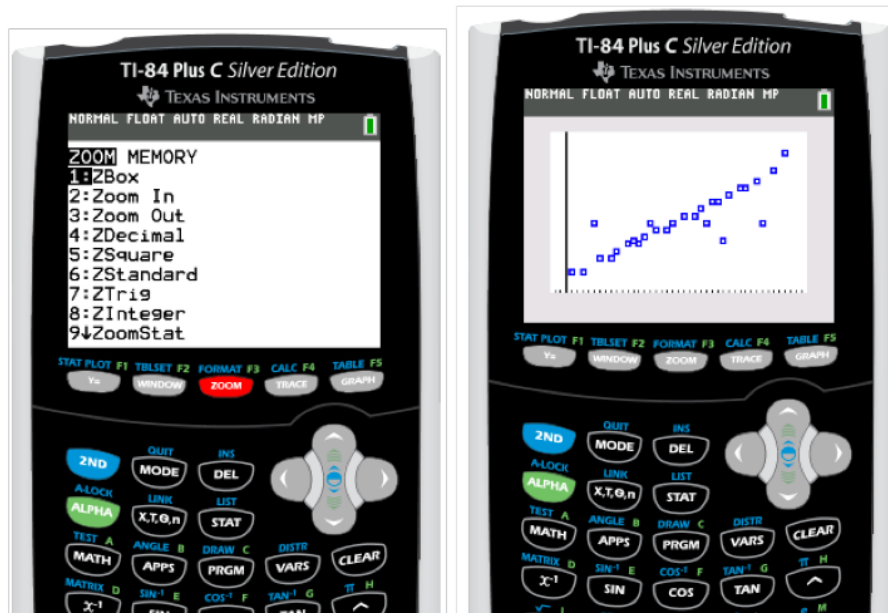 TI-84 Plus C Silver Edition
TEXAS INSTRUMENTS
NORMAL FLOAT AUTO REAL RADIAN MP
ZOOM MEMORY
1:ZBox
2:Zoom In
3:Zoom Out
4:ZDecimal
5:ZSquare
6:ZStandard
7:ZTrig
8:ZInteger
9↓ZoomStat
STAT PLOT F1 TBLSET F2 FORMAT F3 CALC F4 TABLE F5
Y= WINDOW ZOOM TRACE GRAPH
QUIT INS
2ND MODE DEL
A-LOCK LINK LIST
ALPHA X,T,θ,n STAT
TEST A ANGLE B DRAW C DISTR
MATH APPS PRGM VARS CLEAR
MATRIX D SIN⁻¹ E COS⁻¹ F TAN⁻¹ G π H
x⁻¹ SIN COS TAN ^
TI-84 Plus C Silver Edition
TEXAS INSTRUMENTS
NORMAL FLOAT AUTO REAL RADIAN MP
STAT PLOT F1 TBLSET F2 FORMAT F3 CALC F4 TABLE F5
Y= WINDOW ZOOM TRACE GRAPH
QUIT INS
2ND MODE DEL
A-LOCK LINK LIST
ALPHA X,T,θ,n STAT
TEST A ANGLE B DRAW C DISTR
MATH APPS PRGM VARS CLEAR
MATRIX D SIN⁻¹ E COS⁻¹ F TAN⁻¹ G π H
x⁻¹ SIN COS TAN ^